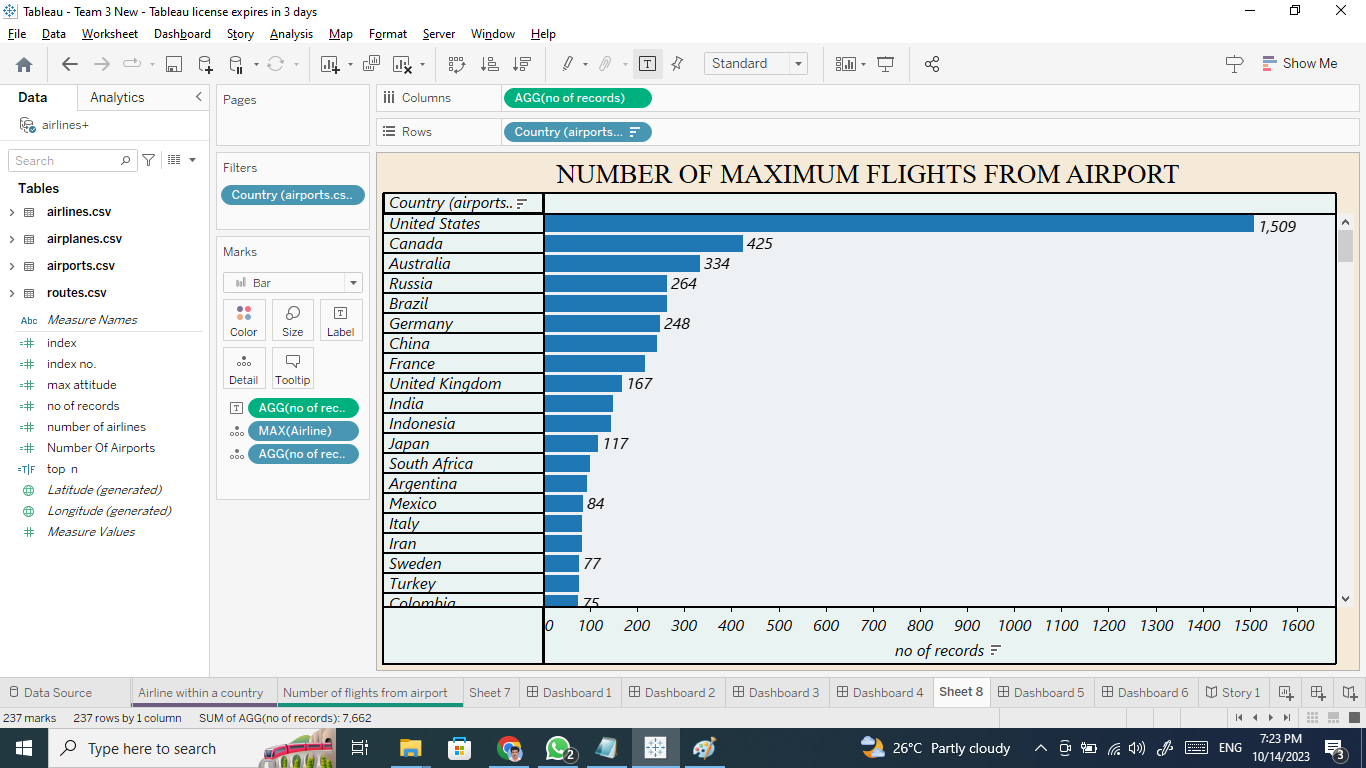 Tableau - Team 3 New - Tableau license expires in 3 days
File Data Worksheet Dashboard Story Analysis Map Format Server Window Help
Standard
Show Me
Data Analytics
airlines+
Search
Tables
airlines.csv
airplanes.csv
airports.csv
routes.csv
Abc Measure Names
index
index no.
max attitude
no of records
number of airlines
Number Of Airports
T|F top n
Latitude (generated)
Longitude (generated)
Measure Values
Pages
Filters
Country (airports.cs..
Marks
Bar
Color Size Label
Detail Tooltip
AGG(no of rec..
MAX(Airline)
AGG(no of rec..
Columns AGG(no of records)
Rows Country (airports...
NUMBER OF MAXIMUM FLIGHTS FROM AIRPORT
Country (airports..
United States 1,509
Canada 425
Australia 334
Russia 264
Brazil
Germany 248
China
France
United Kingdom 167
India
Indonesia
Japan 117
South Africa
Argentina
Mexico 84
Italy
Iran
Sweden 77
Turkey
Colombia 75
0 100 200 300 400 500 600 700 800 900 1000 1100 1200 1300 1400 1500 1600
no of records
Data Source Airline within a country Number of flights from airport Sheet 7 Dashboard 1 Dashboard 2 Dashboard 3 Dashboard 4 Sheet 8 Dashboard 5 Dashboard 6 Story 1
237 marks 237 rows by 1 column SUM of AGG(no of records): 7,662
Type here to search
2
26°C Partly cloudy
ENG
7:23 PM
10/14/2023
3